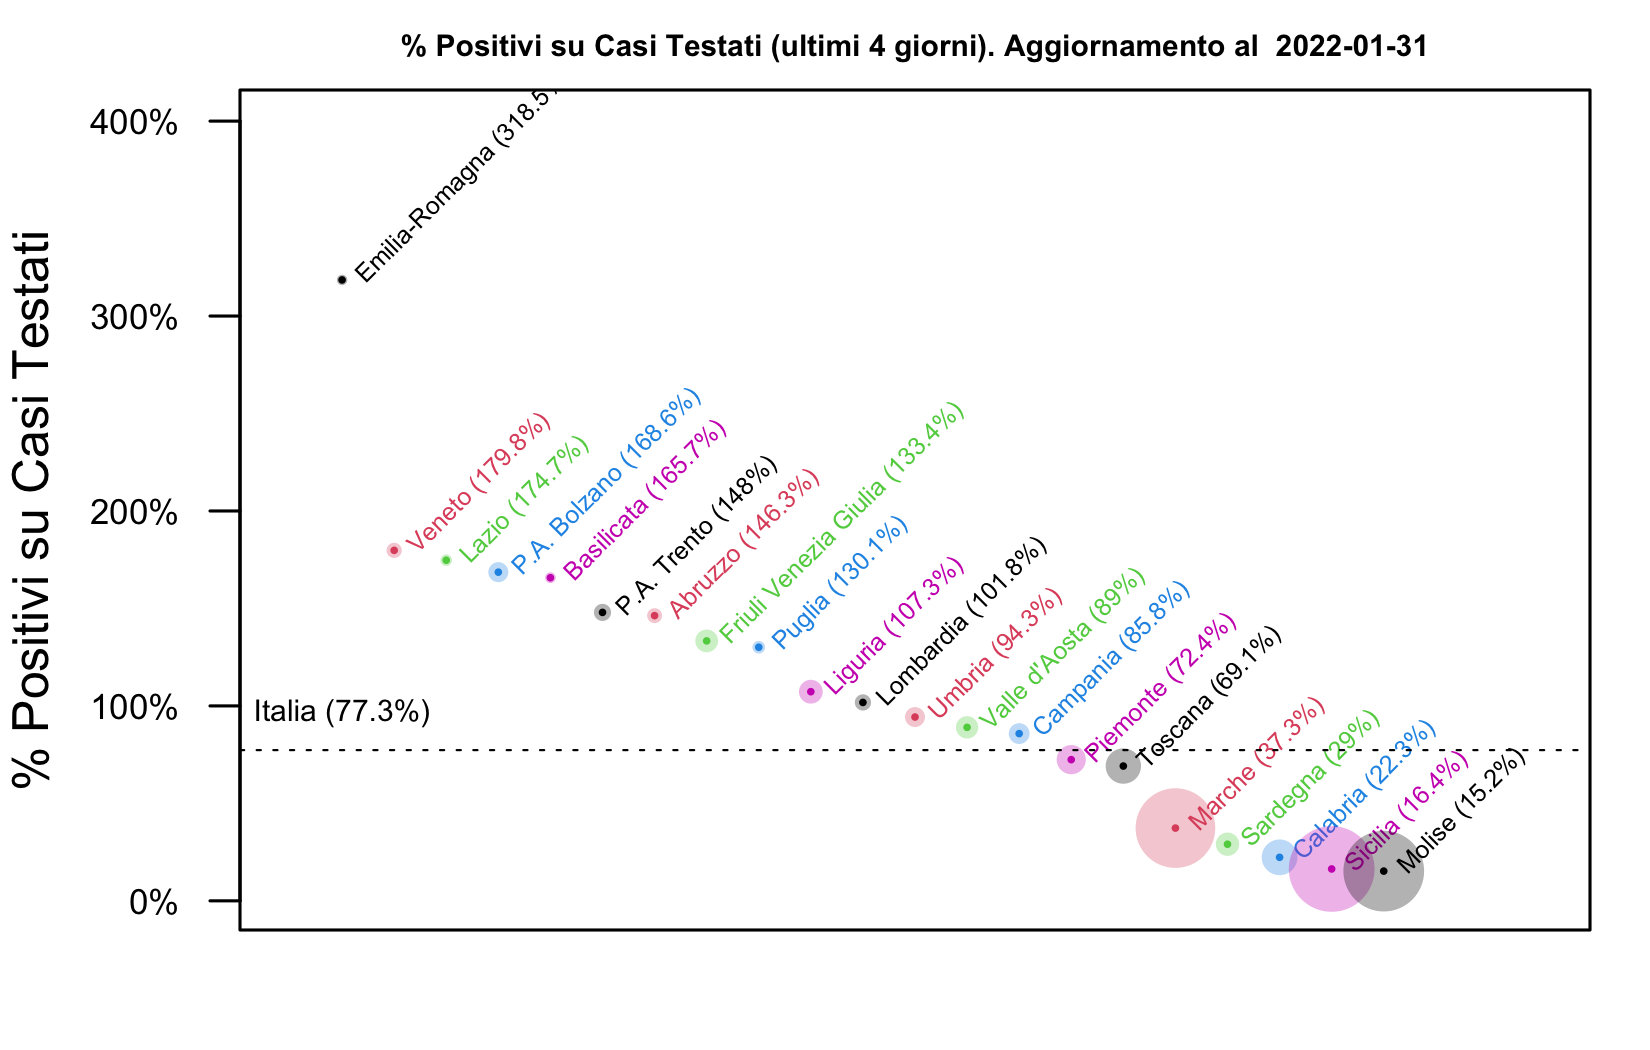 % Positivi su Casi Testati (ultimi 4 giorni). Aggiornamento al  2022-01-31
% Positivi su Casi Testati
400%
300%
200%
100%
0%
Emilia-Romagna (318.5
Veneto (179.8%)
Lazio (174.7%)
P.A. Bolzano (168.6%)
Basilicata (165.7%)
P.A. Trento (148%)
Abruzzo (146.3%)
Friuli Venezia Giulia (133.4%)
Puglia (130.1%)
Liguria (107.3%)
Lombardia (101.8%)
Umbria (94.3%)
Valle d'Aosta (89%)
Campania (85.8%)
Piemonte (72.4%)
Toscana (69.1%)
Marche (37.3%)
Sardegna (29%)
Calabria (22.3%)
Sicilia (16.4%)
Molise (15.2%)
Italia (77.3%)